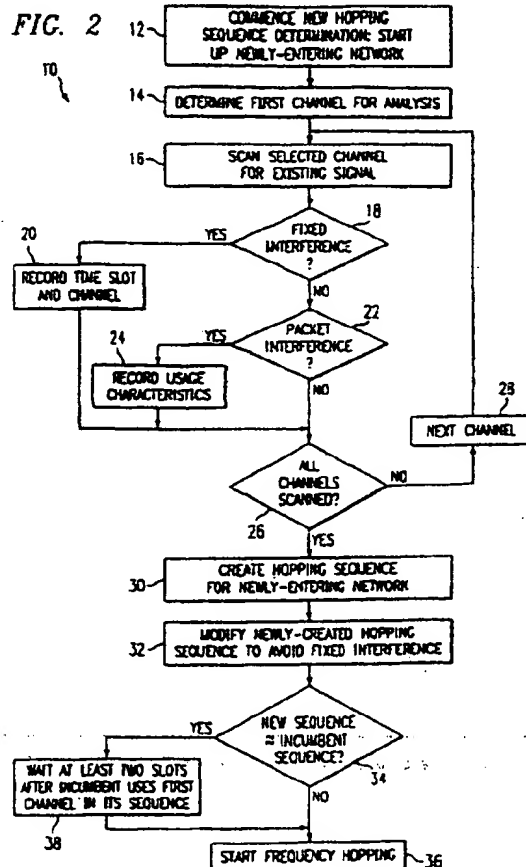 FIG. 2
10
12
COMMENCE NEW HOPPING
SEQUENCE DETERMINATION: START
UP NEWLY-ENTERING NETWORK
14
DETERMINE FIRST CHANNEL FOR ANALYSIS
16
SCAN SELECTED CHANNEL
FOR EXISTING SIGNAL
18
FIXED
INTERFERENCE
?
YES
NO
20
RECORD TIME SLOT
AND CHANNEL
22
PACKET
INTERFERENCE
?
YES
NO
24
RECORD USAGE
CHARACTERISTICS
28
NEXT CHANNEL
ALL
CHANNELS
SCANNED?
NO
26
YES
30
CREATE HOPPING SEQUENCE
FOR NEWLY-ENTERING NETWORK
32
MODIFY NEWLY-CREATED HOPPING
SEQUENCE TO AVOID FIXED INTERFERENCE
NEW SEQUENCE
= INCUMBENT
SEQUENCE?
YES
34
NO
WAIT AT LEAST TWO SLOTS
AFTER INCUMBENT USES FIRST
CHANNEL IN ITS SEQUENCE
38
START FREQUENCY HOPPING
36